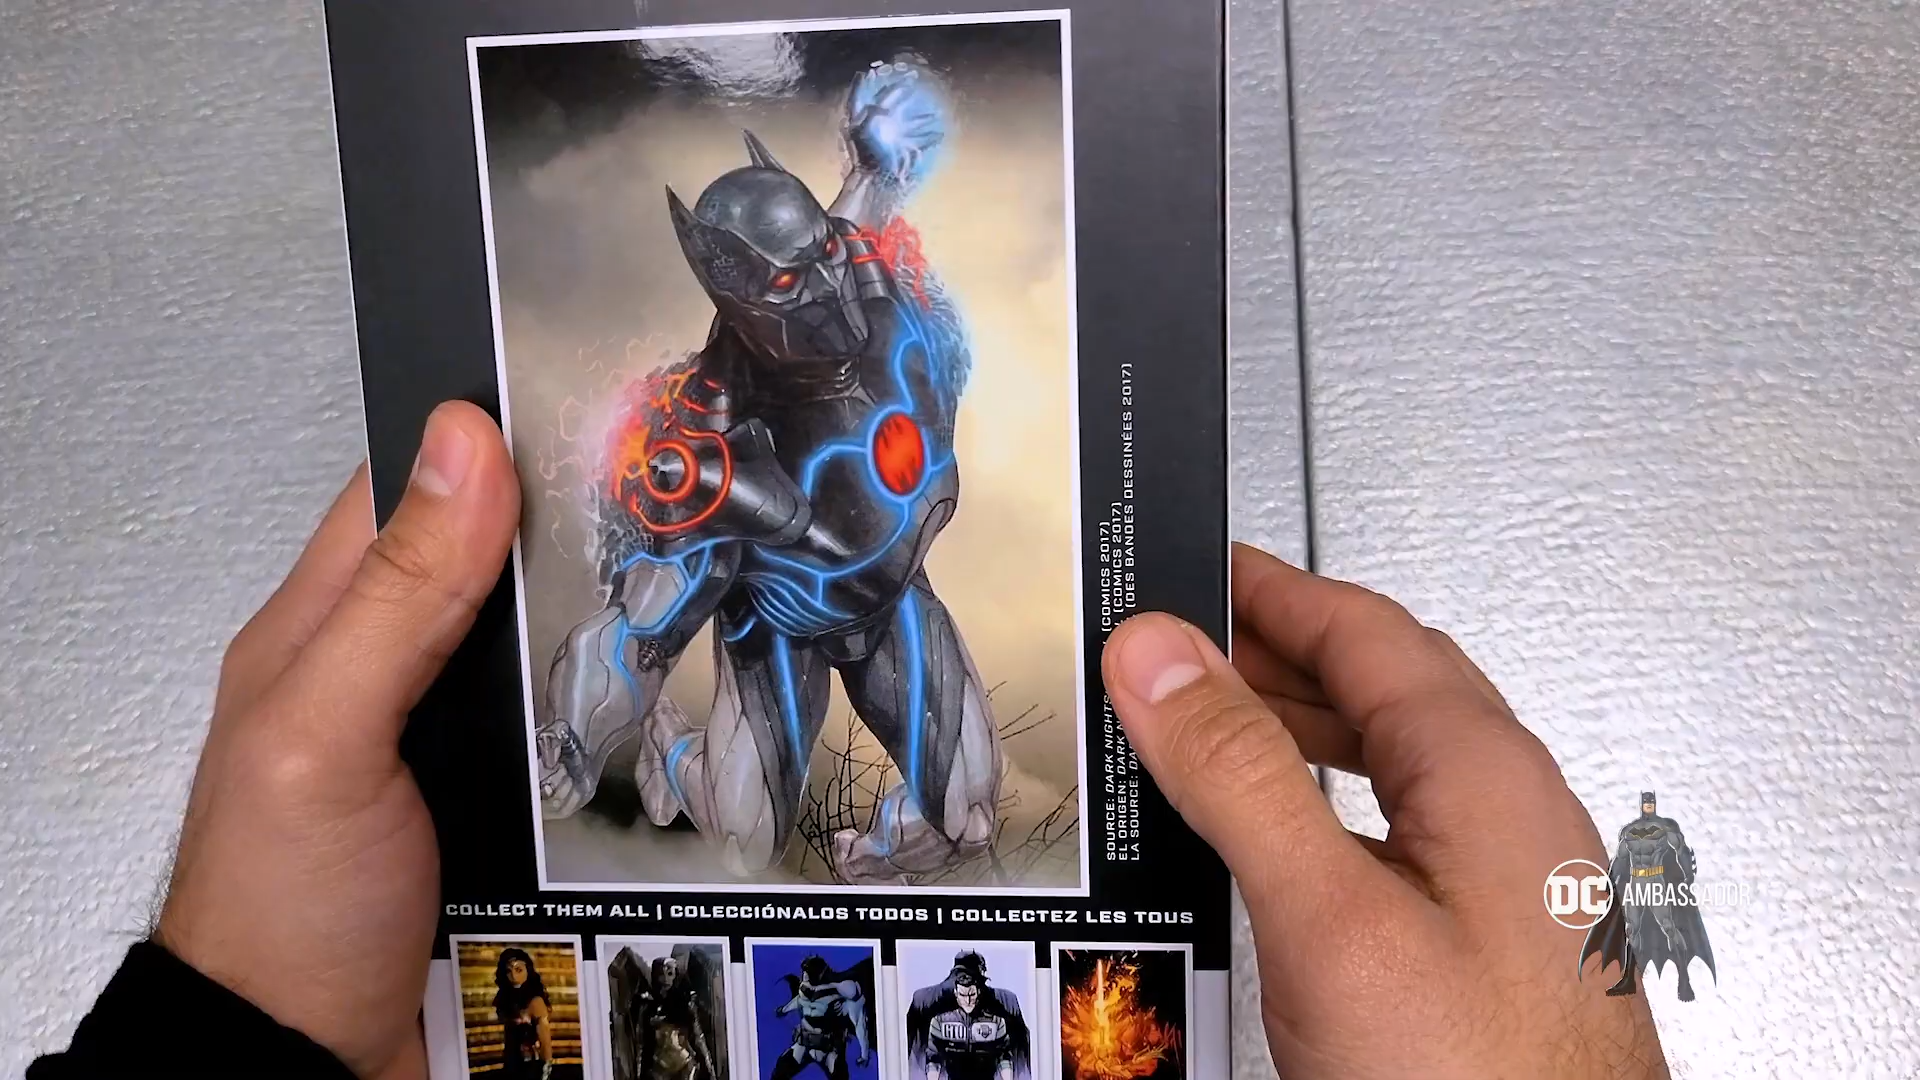 SOURCE: DARK NIGHTS [COMICS 2017]
EL ORIGEN: DARK [COMICS 2017]
LA SOURCE: [DES BANDES DESSINÉES 2017]
COLLECT THEM ALL | COLECCIÓNALOS TODOS | COLLECTEZ LES TOUS
GTO
DC AMBASSADOR